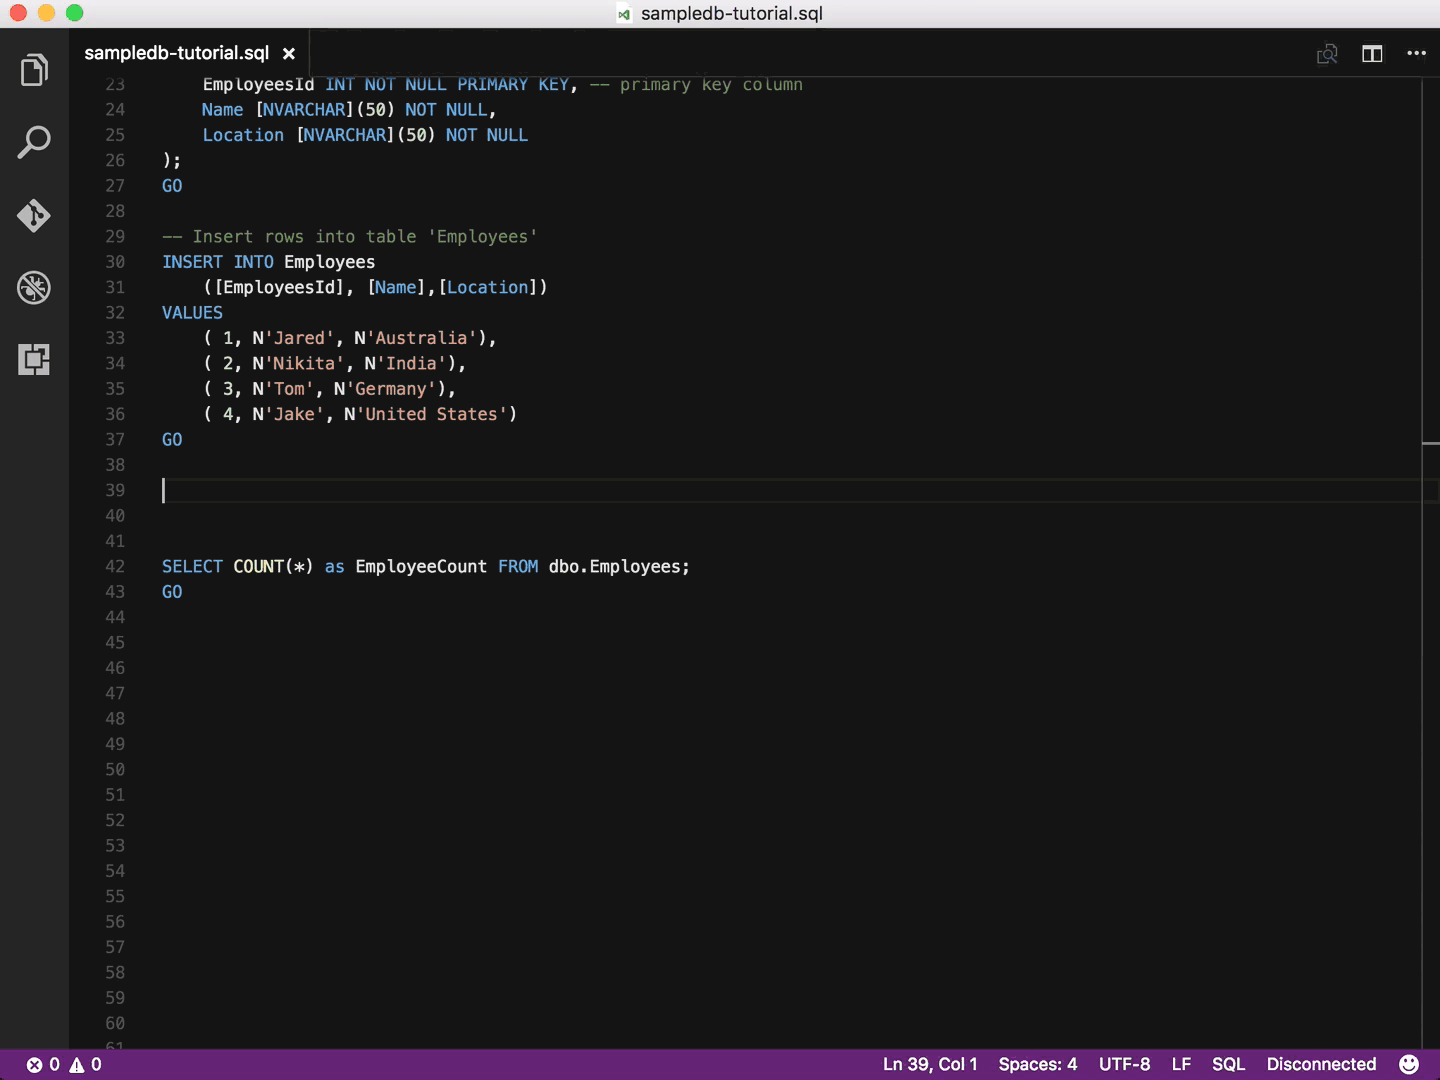 sampledb-tutorial.sql
sampledb-tutorial.sql ×
23 EmployeesId INT NOT NULL PRIMARY KEY, -- primary key column
24 Name [NVARCHAR](50) NOT NULL,
25 Location [NVARCHAR](50) NOT NULL
26 );
27 GO
28
29 -- Insert rows into table 'Employees'
30 INSERT INTO Employees
31 ([EmployeesId], [Name],[Location])
32 VALUES
33 ( 1, N'Jared', N'Australia'),
34 ( 2, N'Nikita', N'India'),
35 ( 3, N'Tom', N'Germany'),
36 ( 4, N'Jake', N'United States')
37 GO
38
39
40
41
42 SELECT COUNT(*) as EmployeeCount FROM dbo.Employees;
43 GO
44
45
46
47
48
49
50
51
52
53
54
55
56
57
58
59
60
61
0 0 Ln 39, Col 1 Spaces: 4 UTF-8 LF SQL Disconnected